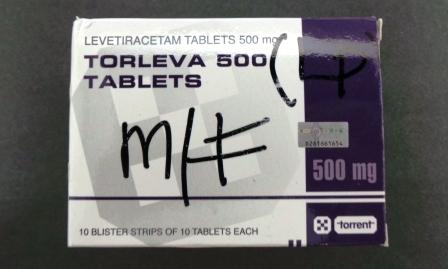 LEVETIRACETAM TABLETS 500 mg
TORLEVA 500
TABLETS
M/E
500 mg
10 BLISTER STRIPS OF 10 TABLETS EACH
torrent